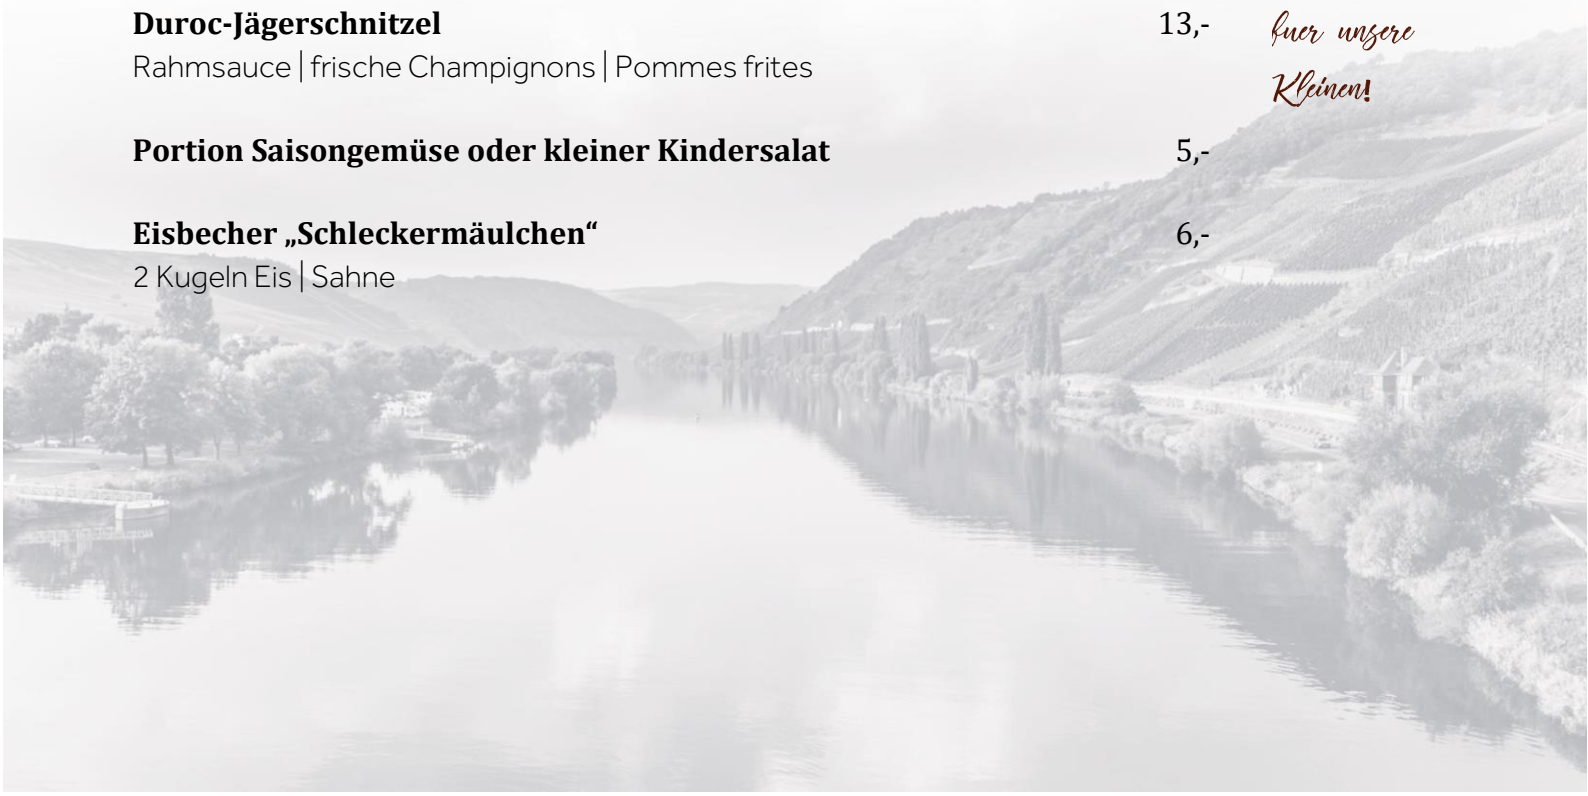 Duroc-Jägerschnitzel 13,-
Rahmsauce | frische Champignons | Pommes frites
fuer unsere
Kleinen!
Portion Saisongemüse oder kleiner Kindersalat 5,-
Eisbecher „Schleckermäulchen“ 6,-
2 Kugeln Eis | Sahne